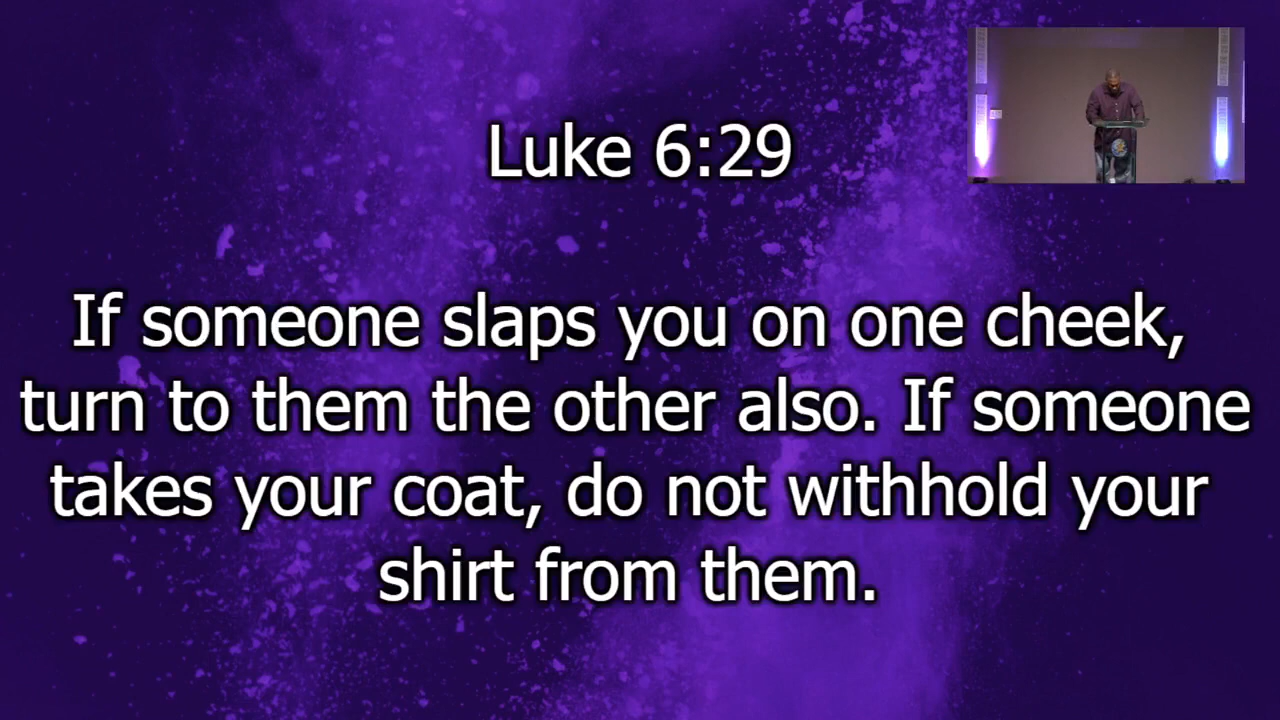 Luke 6:29
If someone slaps you on one cheek,
turn to them the other also. If someone
takes your coat, do not withhold your
shirt from them.